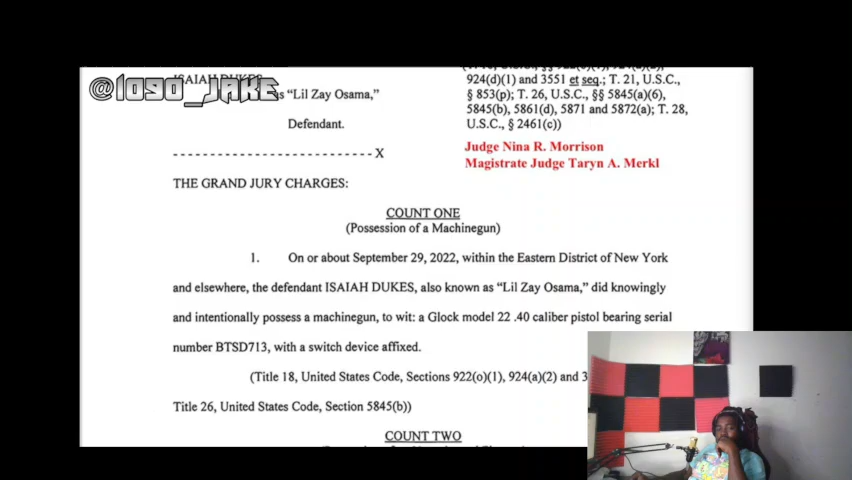 924(d)(1) and 3551 et seq.; T. 21, U.S.C.,
ISAIAH DUKES,
@1090_JAKE
as “Lil Zay Osama,”
§ 853(p); T. 26, U.S.C., §§ 5845(a)(6),
5845(b), 5861(d), 5871 and 5872(a); T. 28,
Defendant.
U.S.C., § 2461(c))
- - - - - - - - - - - - - - - - - - - - - - - - - - - - X
Judge Nina R. Morrison
Magistrate Judge Taryn A. Merkl
THE GRAND JURY CHARGES:
COUNT ONE
(Possession of a Machinegun)
1. On or about September 29, 2022, within the Eastern District of New York
and elsewhere, the defendant ISAIAH DUKES, also known as “Lil Zay Osama,” did knowingly
and intentionally possess a machinegun, to wit: a Glock model 22 .40 caliber pistol bearing serial
number BTSD713, with a switch device affixed.
(Title 18, United States Code, Sections 922(o)(1), 924(a)(2) and 3
Title 26, United States Code, Section 5845(b))
COUNT TWO